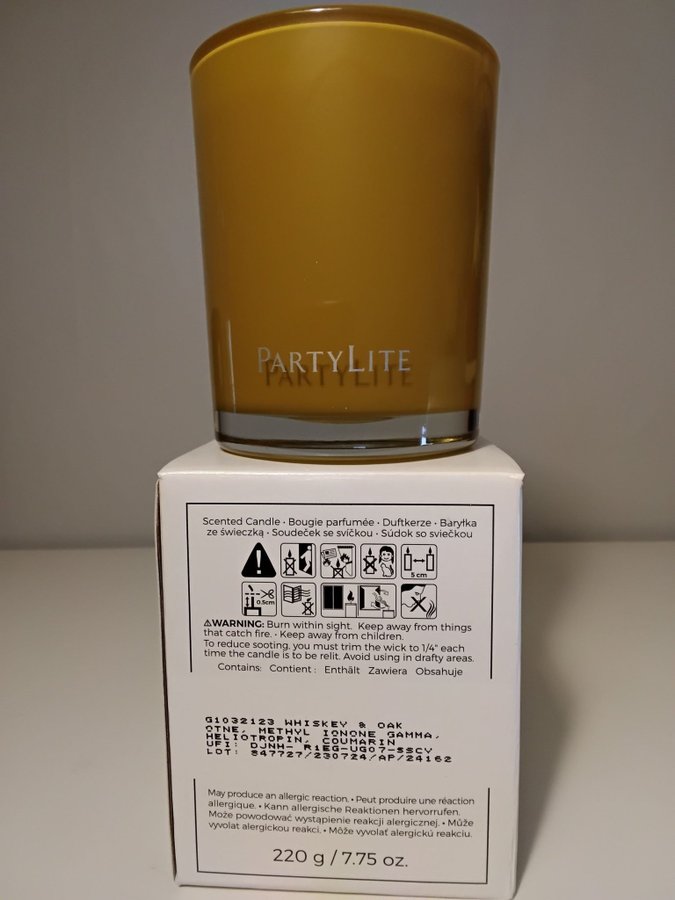 PARTYLITE
Scented Candle • Bougie parfumée • Duftkerze • Baryłka
ze świeczką • Soudeček se svíčkou • Súdok so sviečkou
5 cm
0.5cm
⚠WARNING: Burn within sight. Keep away from things
that catch fire. • Keep away from children.
To reduce sooting, you must trim the wick to 1/4" each
time the candle is to be relit. Avoid using in drafty areas.
Contains: Contient : Enthält Zawiera Obsahuje
G1032123 WHISKEY & OAK
OTNE, METHYL IONONE GAMMA,
HELIOTROPIN, COUMARIN
UFI: DJNH- R1EG-UG07-SSCV
LOT: 847727/230724/AP/24162
May produce an allergic reaction. • Peut produire une réaction
allergique. • Kann allergische Reaktionen hervorrufen.
Może powodować wystąpienie reakcji alergicznej. • Může
vyvolat alergickou reakci. • Môže vyvolať alergickú reakciu.
220 g / 7.75 oz.